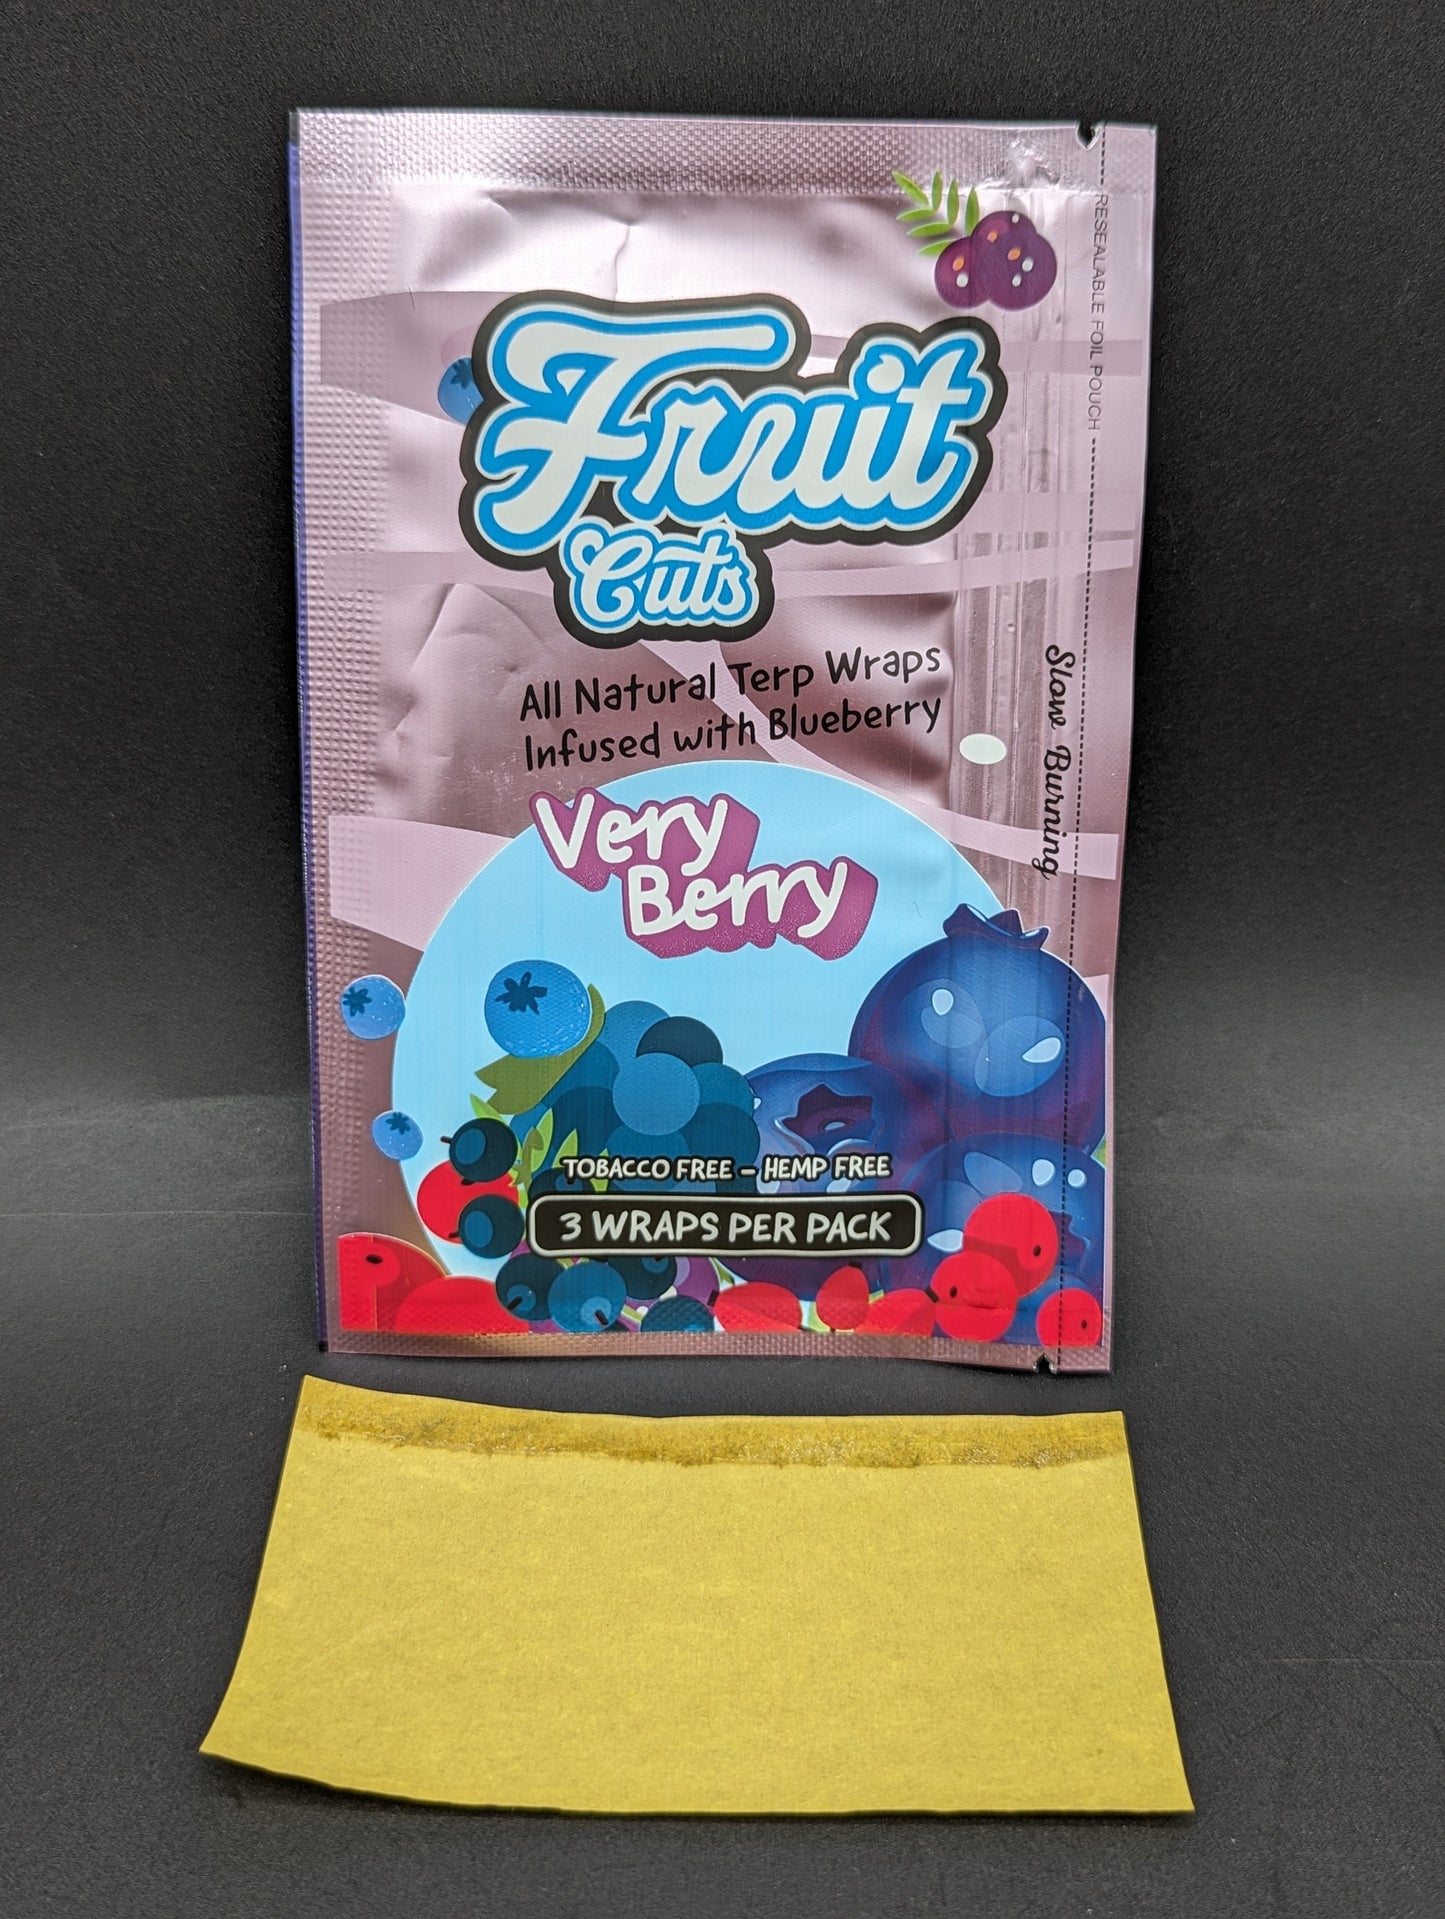 RESEALABLE FOIL POUCH
Fruit
Cuts
All Natural Terp Wraps
Infused with Blueberry
Slow Burning
Very
Berry
TOBACCO FREE – HEMP FREE
3 WRAPS PER PACK